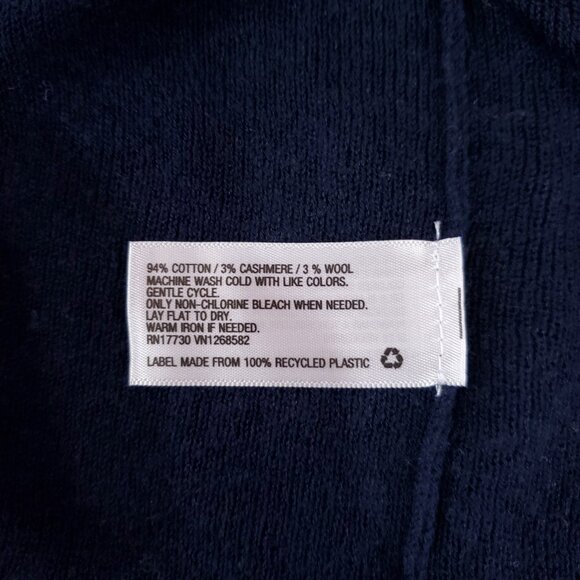 94% COTTON / 3% CASHMERE / 3 % WOOL
MACHINE WASH COLD WITH LIKE COLORS.
GENTLE CYCLE.
ONLY NON-CHLORINE BLEACH WHEN NEEDED.
LAY FLAT TO DRY.
WARM IRON IF NEEDED.
RN17730 VN1268582
LABEL MADE FROM 100% RECYCLED PLASTIC